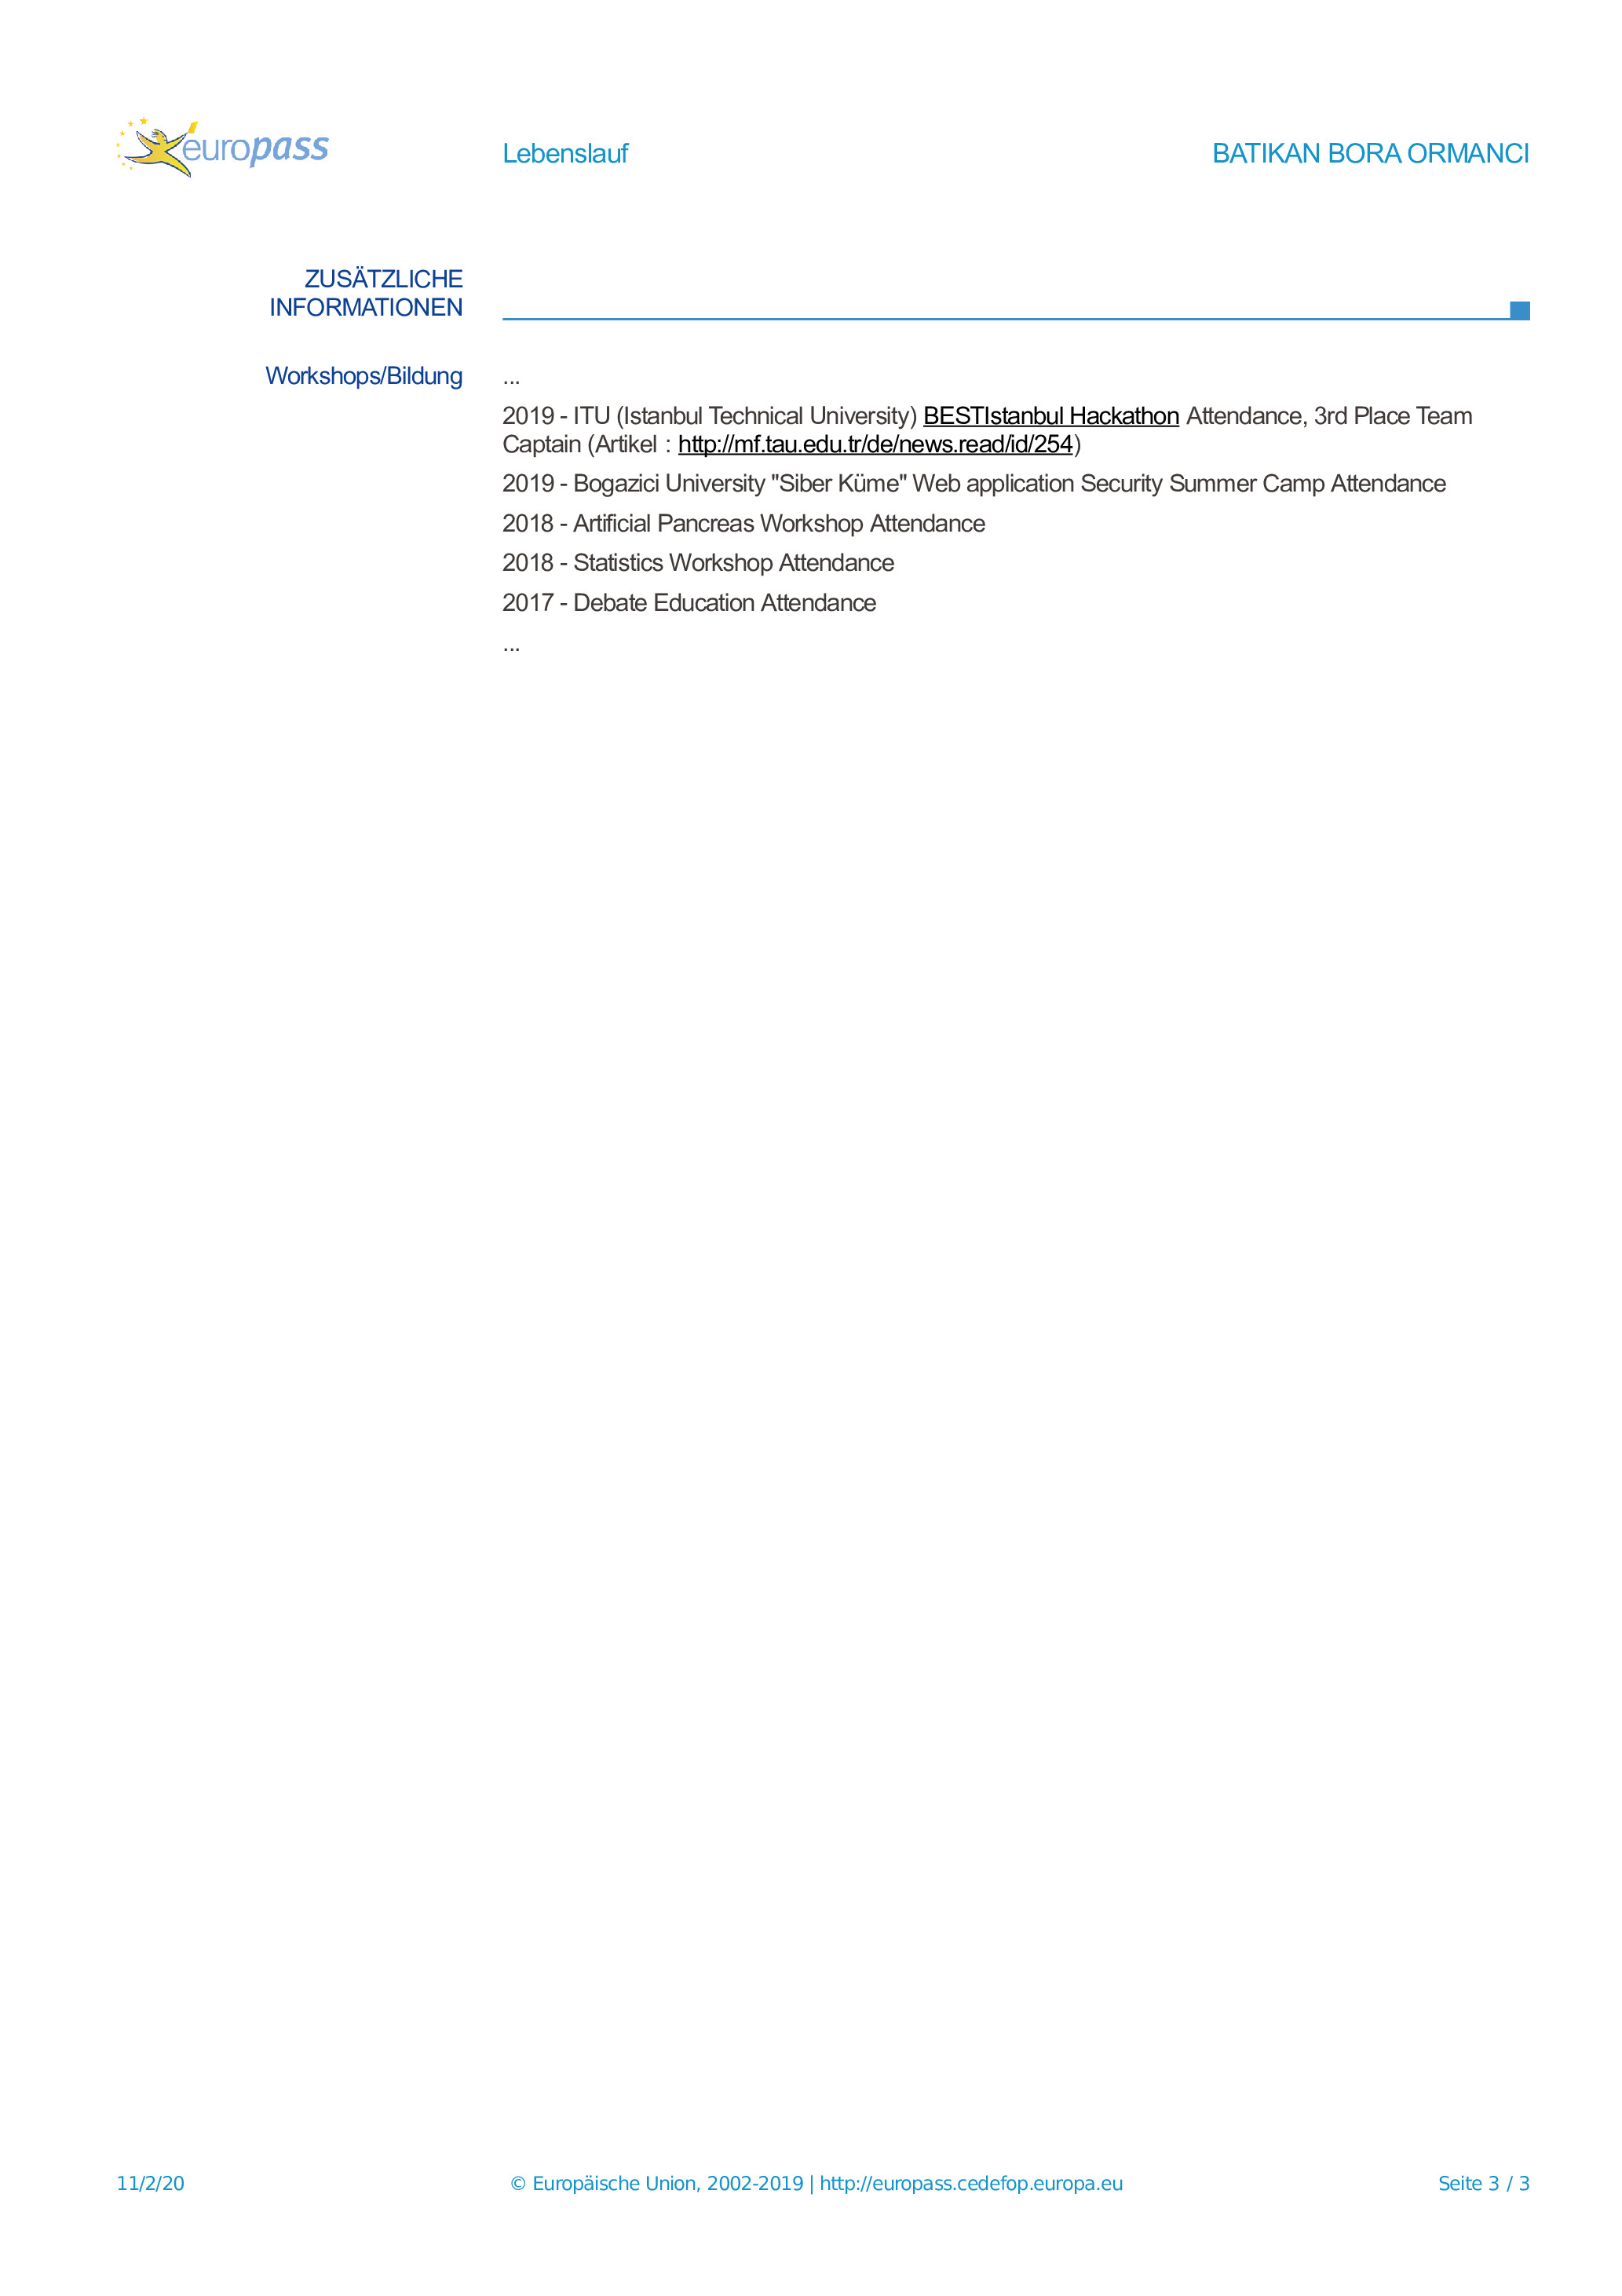 europass
Lebenslauf
BATIKAN BORA ORMANCI
ZUSÄTZLICHE
INFORMATIONEN
Workshops/Bildung
...
2019 - ITU (Istanbul Technical University) BESTIstanbul Hackathon Attendance, 3rd Place Team
Captain (Artikel : http://mf.tau.edu.tr/de/news.read/id/254)
2019 - Bogazici University "Siber Küme" Web application Security Summer Camp Attendance
2018 - Artificial Pancreas Workshop Attendance
2018 - Statistics Workshop Attendance
2017 - Debate Education Attendance
...
11/2/20
© Europäische Union, 2002-2019 | http://europass.cedefop.europa.eu
Seite 3 / 3